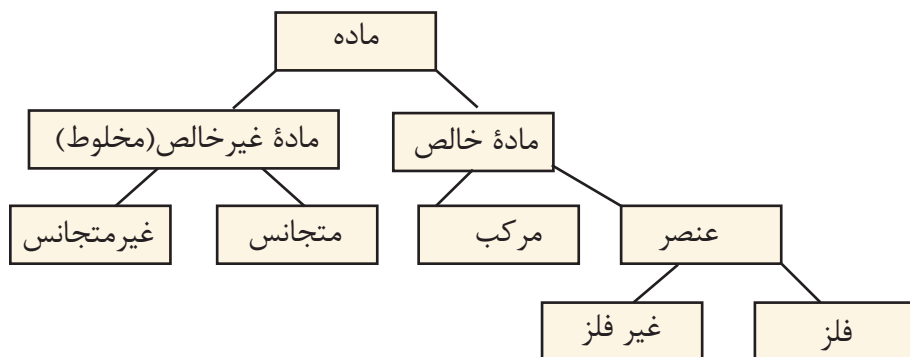 ماده
مادهٔ خالص
مادهٔ غیرخالص(مخلوط)
عنصر
مرکب
متجانس
غیرمتجانس
فلز
غیر فلز